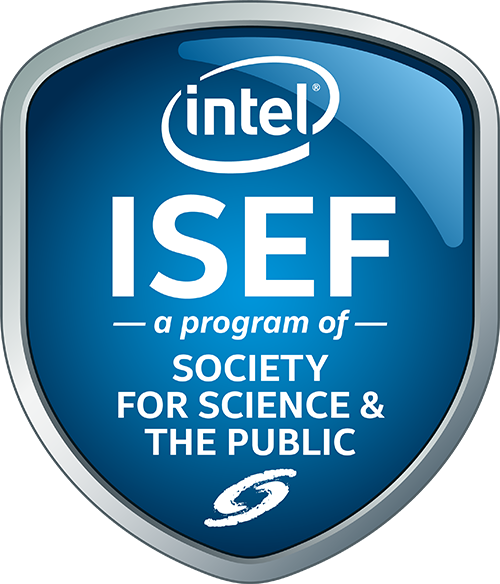 intel®
ISEF
— a program of —
SOCIETY
FOR SCIENCE &
THE PUBLIC